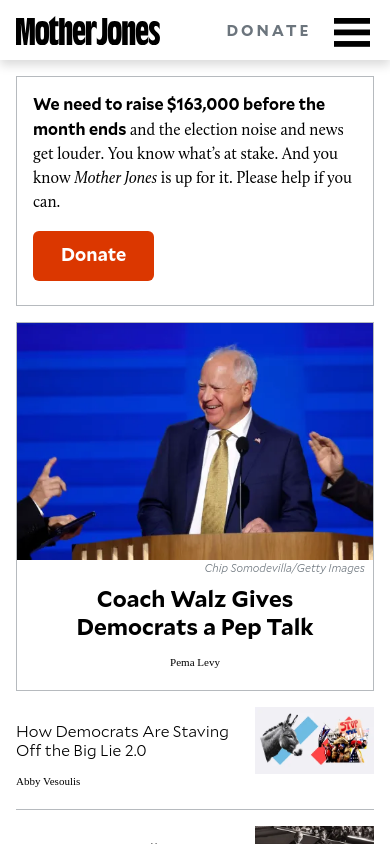 Mother Jones
DONATE
We need to raise $163,000 before the
month ends and the election noise and news
get louder. You know what’s at stake. And you
know Mother Jones is up for it. Please help if you
can.
Donate
Chip Somodevilla/Getty Images
Coach Walz Gives
Democrats a Pep Talk
Pema Levy
How Democrats Are Staving
Off the Big Lie 2.0
Abby Vesoulis